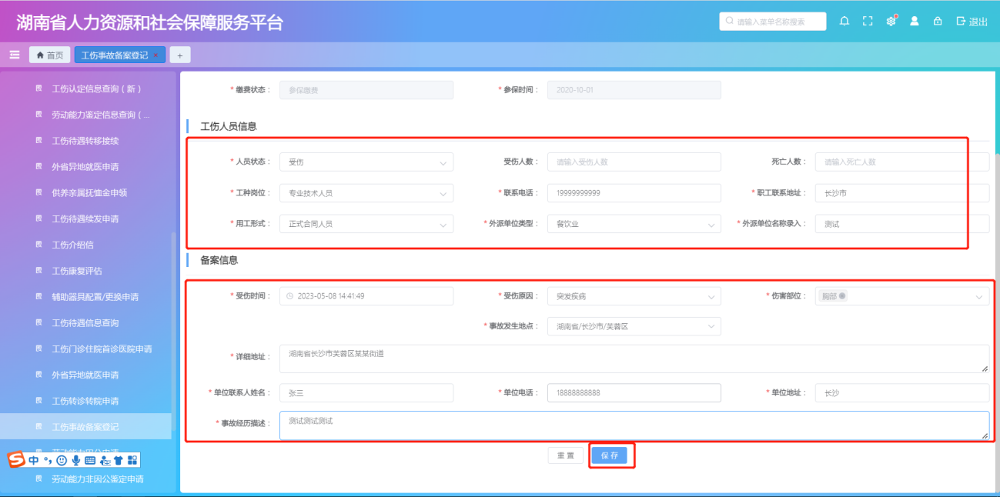 湖南省人力资源和社会保障服务平台
请输入菜单名称搜索
退出
首页
工伤事故备案登记 ×
+
工伤认定信息查询（新）
劳动能力鉴定信息查询（...
工伤待遇转移接续
外省异地就医申请
供养亲属抚恤金申领
工伤待遇续发申请
工伤介绍信
工伤康复评估
辅助器具配置/更换申请
工伤待遇信息查询
工伤门诊住院首诊医院申请
外省异地就医申请
工伤转诊转院申请
工伤事故备案登记
中
劳动能力非因公鉴定申请
* 缴费状态： 参保缴费 * 参保时间： 2020-10-01
工伤人员信息
* 人员状态： 受伤 受伤人数： 请输入受伤人数 死亡人数： 请输入死亡人数
* 工种岗位： 专业技术人员 * 联系电话： 19999999999 * 职工联系地址： 长沙市
* 用工形式： 正式合同人员 * 外派单位类型： 餐饮业 * 外派单位名称录入： 测试
备案信息
* 受伤时间： 2023-05-08 14:41:49 * 受伤原因： 突发疾病 * 伤害部位： 胸部
* 事故发生地点： 湖南省/长沙市/芙蓉区
* 详细地址： 湖南省长沙市芙蓉区某某街道
* 单位联系人姓名： 张三 * 单位电话： 18888888888 * 单位地址： 长沙
* 事故经历描述： 测试测试测试
重置 保存